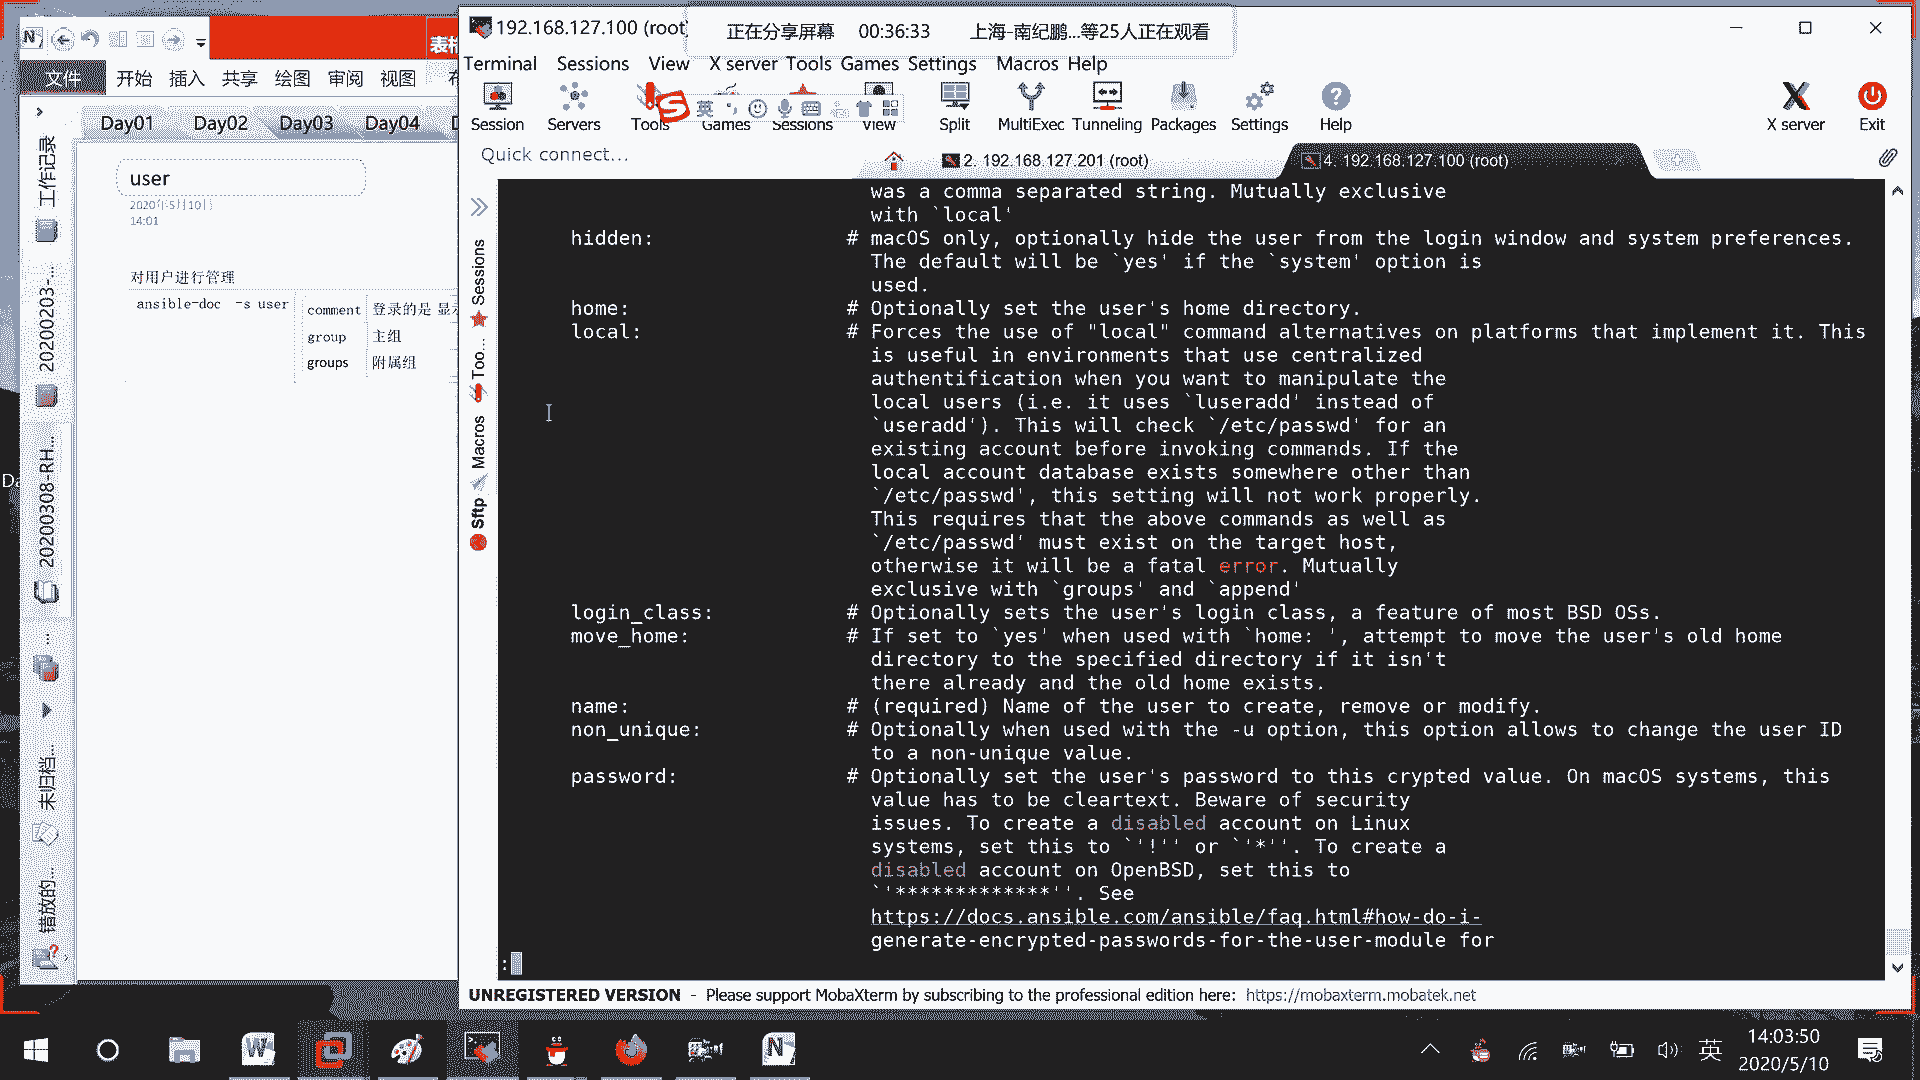 192.168.127.100 (root
正在分享屏幕
00:36:33
上海-南纪鹏...等25人正在观看
Terminal
Sessions
View
X server
Tools
Games
Settings
Macros
Help
Session
Servers
Tools
Games
Sessions
View
Split
MultiExec
Tunneling
Packages
Settings
Help
X server
Exit
英
Quick connect...
2. 192.168.127.201 (root)
4. 192.168.127.100 (root)
文件
开始
插入
共享
绘图
审阅
视图
Day01
Day02
Day03
Day04
工作记录
20200203-...
20200308-RH...
...
未归档...
错放的...
user
2020年5月10日
14:01
对用户进行管理
ansible-doc -s user
comment
登录的是 显
group
主组
groups
附属组
Sessions
Too...
Macros
Sftp
was a comma separated string. Mutually exclusive
with `local'
hidden: # macOS only, optionally hide the user from the login window and system preferences.
The default will be `yes' if the `system' option is
used.
home: # Optionally set the user's home directory.
local: # Forces the use of "local" command alternatives on platforms that implement it. This
is useful in environments that use centralized
authentification when you want to manipulate the
local users (i.e. it uses `luseradd' instead of
`useradd'). This will check `/etc/passwd' for an
existing account before invoking commands. If the
local account database exists somewhere other than
`/etc/passwd', this setting will not work properly.
This requires that the above commands as well as
`/etc/passwd' must exist on the target host,
otherwise it will be a fatal error. Mutually
exclusive with `groups' and `append'
login_class: # Optionally sets the user's login class, a feature of most BSD OSs.
move_home: # If set to `yes' when used with `home: ', attempt to move the user's old home
directory to the specified directory if it isn't
there already and the old home exists.
name: # (required) Name of the user to create, remove or modify.
non_unique: # Optionally when used with the -u option, this option allows to change the user ID
to a non-unique value.
password: # Optionally set the user's password to this crypted value. On macOS systems, this
value has to be cleartext. Beware of security
issues. To create a disabled account on Linux
systems, set this to `'!'' or `'*''. To create a
disabled account on OpenBSD, set this to
`'*************''. See
https://docs.ansible.com/ansible/faq.html#how-do-i-
generate-encrypted-passwords-for-the-user-module for
:
UNREGISTERED VERSION - Please support MobaXterm by subscribing to the professional edition here: https://mobaxterm.mobatek.net
英
14:03:50
2020/5/10